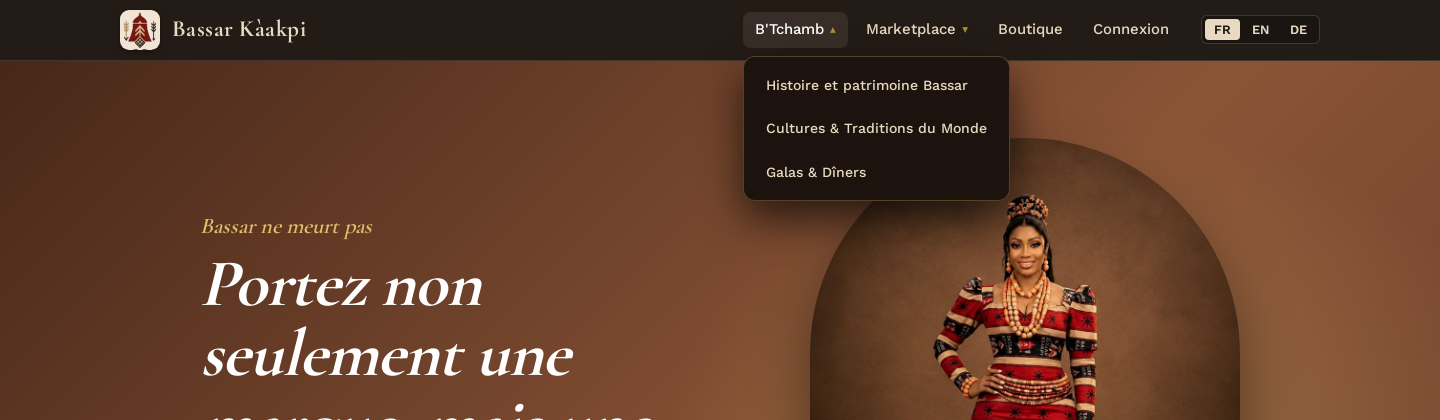 Bassar Kàakpi
B'Tchamb ▴ Marketplace ▾ Boutique Connexion FR EN DE
Histoire et patrimoine Bassar
Cultures & Traditions du Monde
Galas & Dîners
Bassar ne meurt pas
Portez non
seulement une